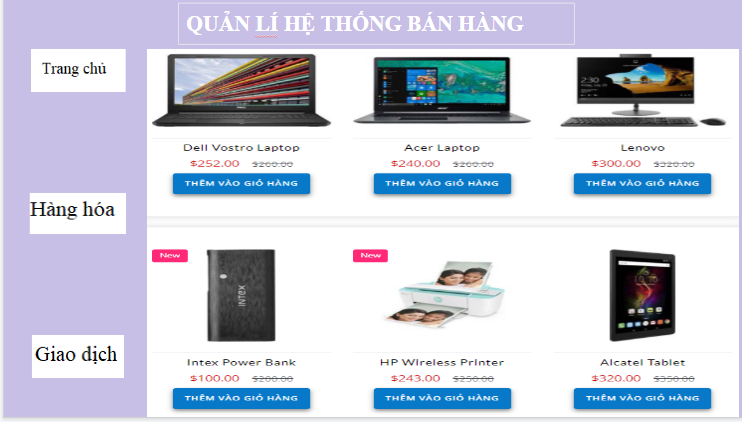 QUẢN LÍ HỆ THỐNG BÁN HÀNG
Trang chủ
Hàng hóa
Giao dịch
Dell Vostro Laptop
$252.00 $260.00
THÊM VÀO GIỎ HÀNG
Acer Laptop
$240.00 $260.00
THÊM VÀO GIỎ HÀNG
Lenovo
$300.00 $320.00
THÊM VÀO GIỎ HÀNG
New
INTEX
Intex Power Bank
$100.00 $200.00
THÊM VÀO GIỎ HÀNG
New
HP Wireless Printer
$243.00 $250.00
THÊM VÀO GIỎ HÀNG
Alcatel Tablet
$320.00 $350.00
THÊM VÀO GIỎ HÀNG